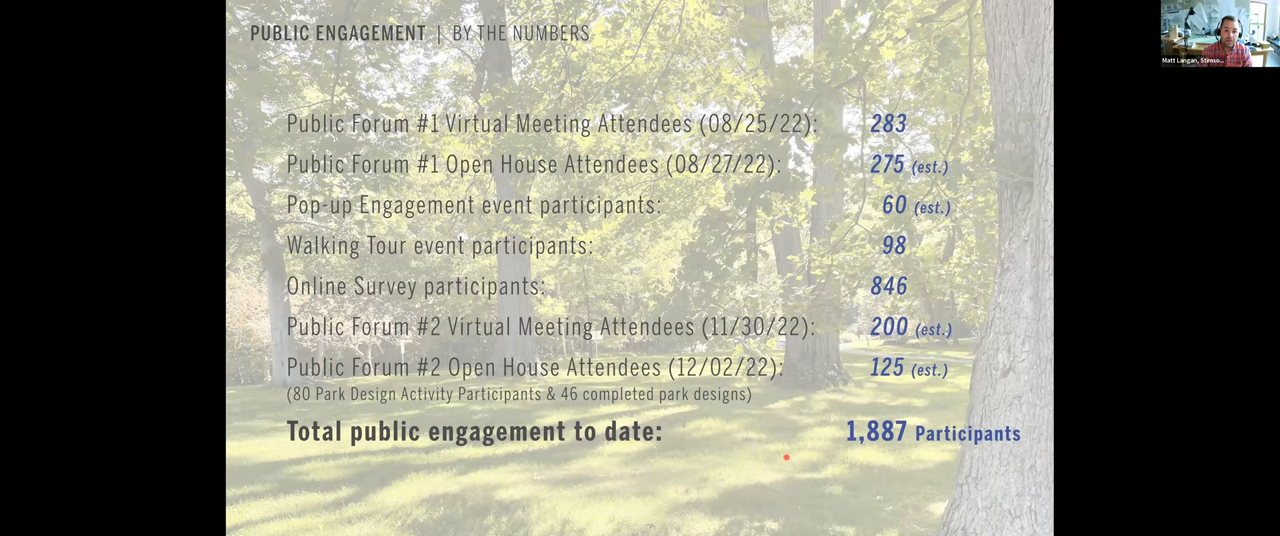 PUBLIC ENGAGEMENT | BY THE NUMBERS
Matt Langan, Stimso...
Public Forum #1 Virtual Meeting Attendees (08/25/22): 283
Public Forum #1 Open House Attendees (08/27/22): 275 (est.)
Pop-up Engagement event participants: 60 (est.)
Walking Tour event participants: 98
Online Survey participants: 846
Public Forum #2 Virtual Meeting Attendees (11/30/22): 200 (est.)
Public Forum #2 Open House Attendees (12/02/22): 125 (est.)
(80 Park Design Activity Participants & 46 completed park designs)
Total public engagement to date: 1,887 Participants